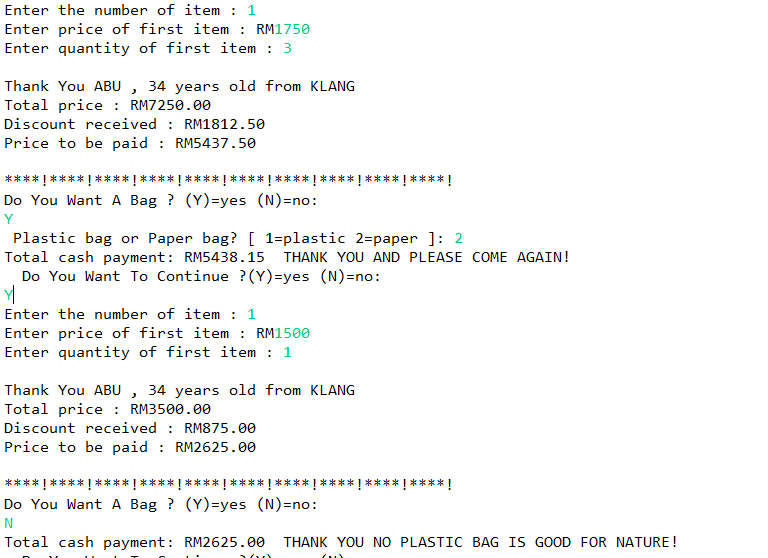 Enter the number of item : 1
Enter price of first item : RM1750
Enter quantity of first item : 3
Thank You ABU , 34 years old from KLANG
Total price : RM7250.00
Discount received : RM1812.50
Price to be paid : RM5437.50
****!****!****!****!****!****!****!****!****!****!
Do You Want A Bag ? (Y)=yes (N)=no:
Y
Plastic bag or Paper bag? [ 1=plastic 2=paper ]: 2
Total cash payment: RM5438.15  THANK YOU AND PLEASE COME AGAIN!
Do You Want To Continue ?(Y)=yes (N)=no:
Y
Enter the number of item : 1
Enter price of first item : RM1500
Enter quantity of first item : 1
Thank You ABU , 34 years old from KLANG
Total price : RM3500.00
Discount received : RM875.00
Price to be paid : RM2625.00
****!****!****!****!****!****!****!****!****!****!
Do You Want A Bag ? (Y)=yes (N)=no:
N
Total cash payment: RM2625.00  THANK YOU NO PLASTIC BAG IS GOOD FOR NATURE!